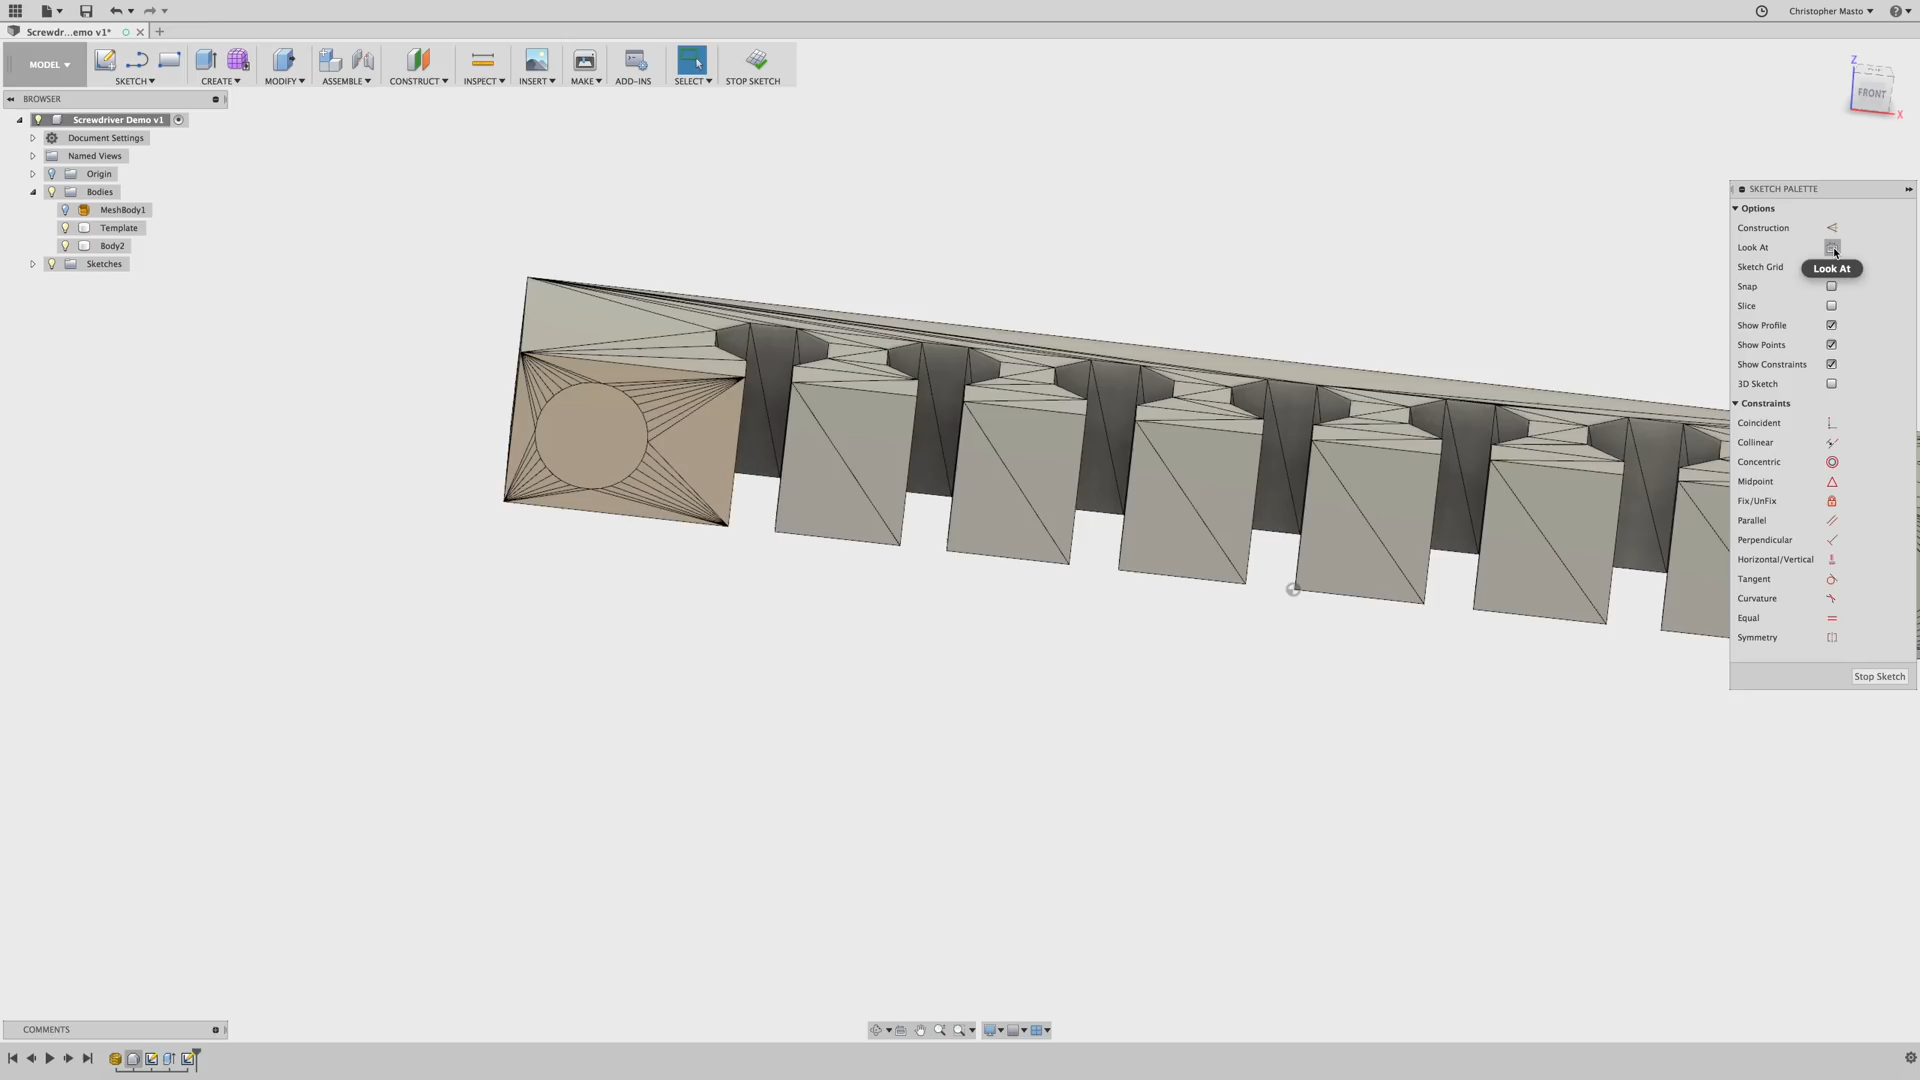 Christopher Masto
Screwdr...emo v1*
MODEL
SKETCH
CREATE
MODIFY
ASSEMBLE
CONSTRUCT
INSPECT
INSERT
MAKE
ADD-INS
SELECT
STOP SKETCH
Z
FRONT
X
BROWSER
Screwdriver Demo v1
Document Settings
Named Views
Origin
Bodies
MeshBody1
Template
Body2
Sketches
SKETCH PALETTE
Options
Construction
Look At
Sketch Grid
Look At
Snap
Slice
Show Profile
Show Points
Show Constraints
3D Sketch
Constraints
Coincident
Collinear
Concentric
Midpoint
Fix/UnFix
Parallel
Perpendicular
Horizontal/Vertical
Tangent
Curvature
Equal
Symmetry
Stop Sketch
COMMENTS